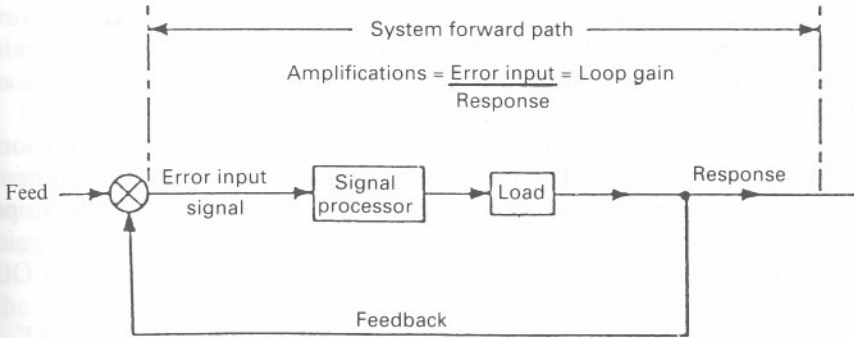 System forward path
Amplifications = Error input = Loop gain
Response
Response
Feed
Error input
signal
Signal
processor
Load
Feedback